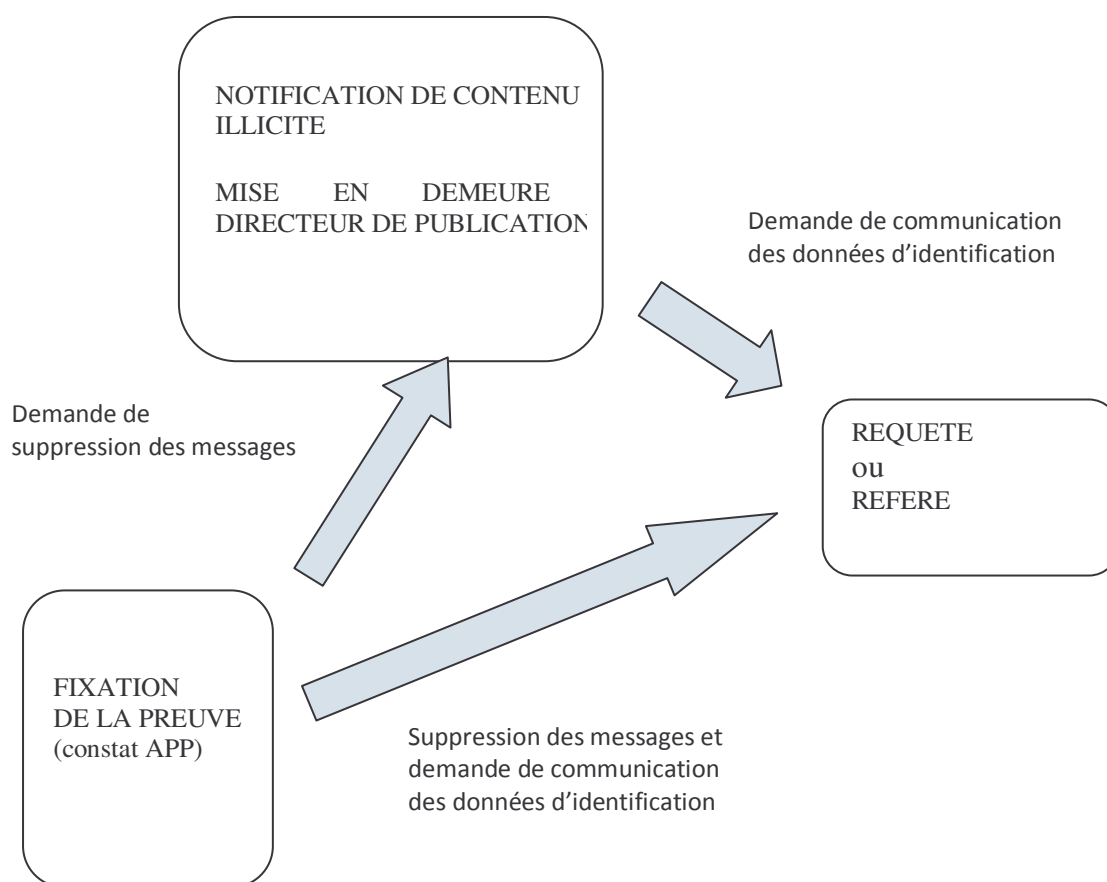 NOTIFICATION DE CONTENU
ILLICITE
MISE EN DEMEURE
DIRECTEUR DE PUBLICATION
Demande de communication
des données d’identification
Demande de
suppression des messages
REQUETE
ou
REFERE
FIXATION
DE LA PREUVE
(constat APP)
Suppression des messages et
demande de communication
des données d’identification